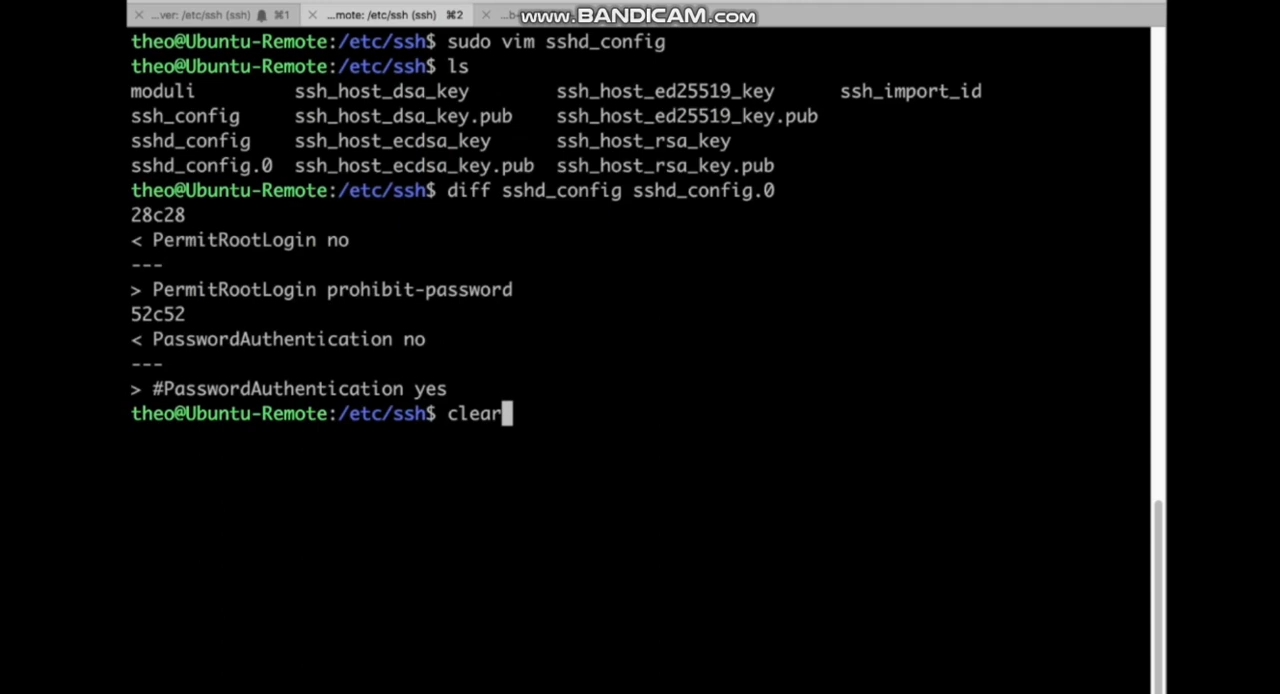 ...ver: /etc/ssh (ssh) ⌘1 ...mote: /etc/ssh (ssh) ⌘2 ...b
www.BANDICAM.com
theo@Ubuntu-Remote:/etc/ssh$ sudo vim sshd_config
theo@Ubuntu-Remote:/etc/ssh$ ls
moduli ssh_host_dsa_key ssh_host_ed25519_key ssh_import_id
ssh_config ssh_host_dsa_key.pub ssh_host_ed25519_key.pub
sshd_config ssh_host_ecdsa_key ssh_host_rsa_key
sshd_config.0 ssh_host_ecdsa_key.pub ssh_host_rsa_key.pub
theo@Ubuntu-Remote:/etc/ssh$ diff sshd_config sshd_config.0
28c28
< PermitRootLogin no
---
> PermitRootLogin prohibit-password
52c52
< PasswordAuthentication no
---
> #PasswordAuthentication yes
theo@Ubuntu-Remote:/etc/ssh$ clear